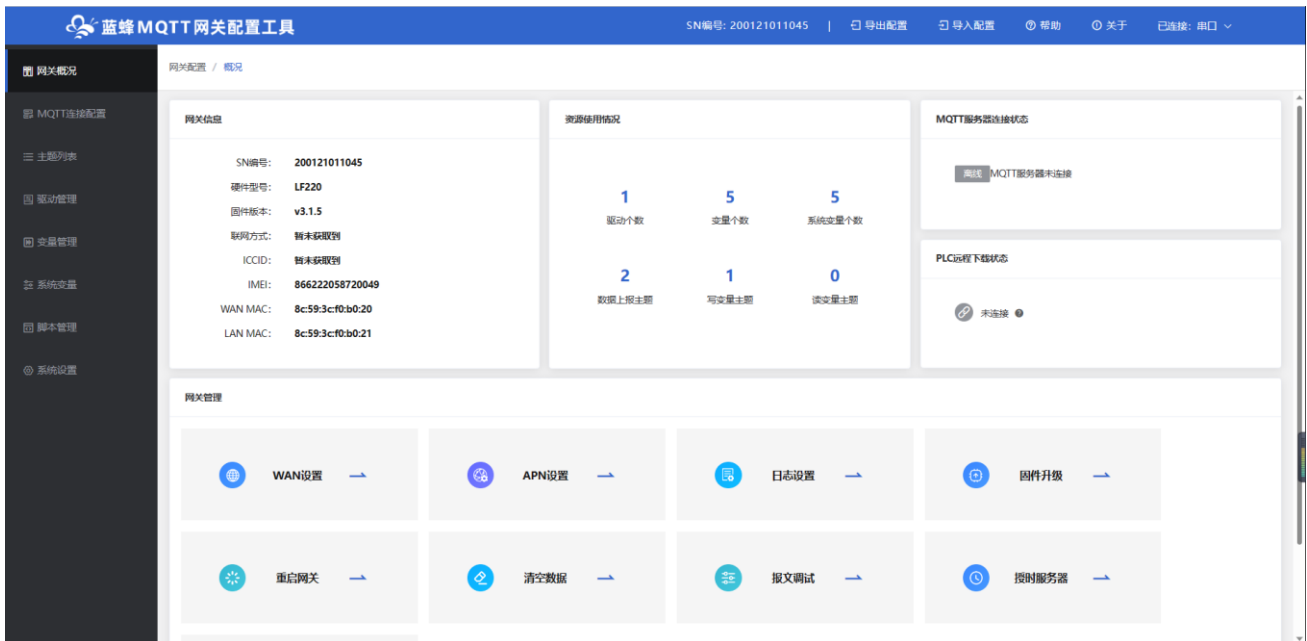 蓝蜂MQTT网关配置工具
SN编号: 200121011045 | 导出配置 导入配置 帮助 关于 已连接: 串口
网关概况
MQTT连接配置
主题列表
驱动管理
变量管理
系统变量
脚本管理
系统设置
网关配置 / 概况
网关信息
SN编号: 200121011045
硬件型号: LF220
固件版本: v3.1.5
联网方式: 暂未获取到
ICCID: 暂未获取到
IMEI: 866222058720049
WAN MAC: 8c:59:3c:f0:b0:20
LAN MAC: 8c:59:3c:f0:b0:21
资源使用情况
1 5 5
驱动个数 变量个数 系统变量个数
2 1 0
数据上报主题 写变量主题 读变量主题
MQTT服务器连接状态
离线 MQTT服务器未连接
PLC远程下载状态
未连接
网关管理
WAN设置 APN设置 日志设置 固件升级
重启网关 清空数据 报文调试 授时服务器